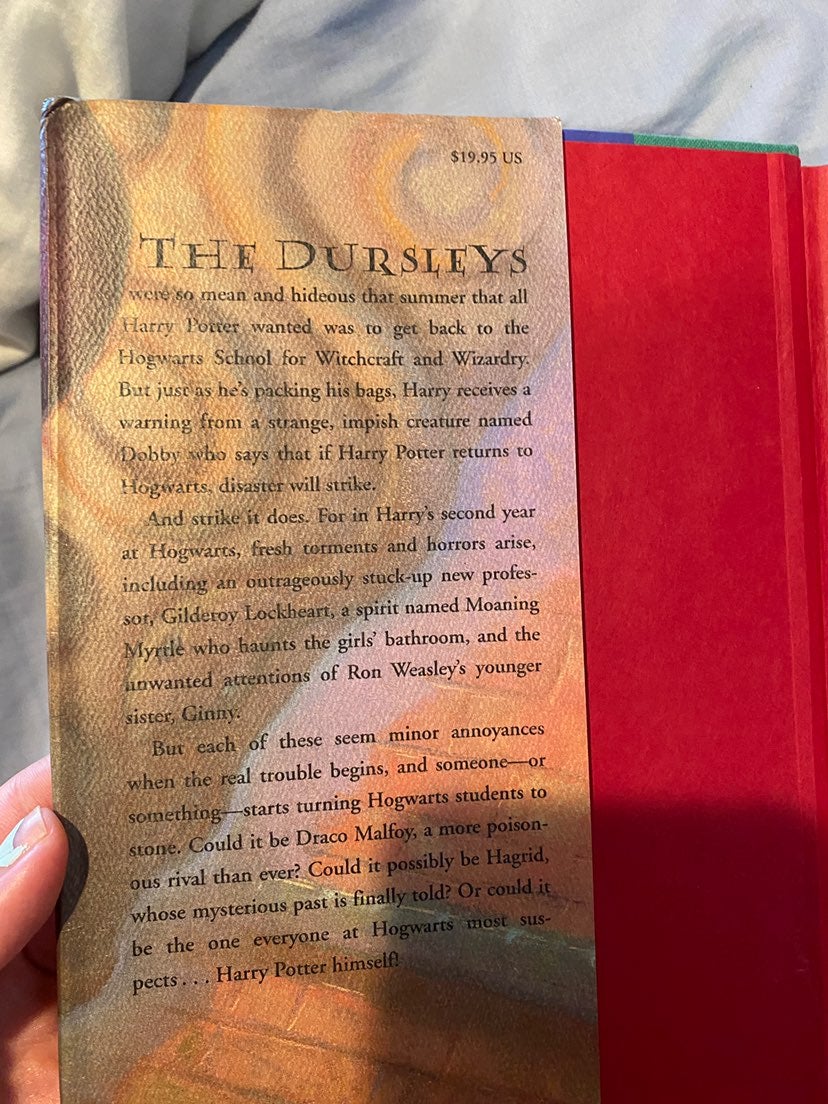 $19.95 US
THE DURSLEYS
were so mean and hideous that summer that all
Harry Potter wanted was to get back to the
Hogwarts School for Witchcraft and Wizardry.
But just as he's packing his bags, Harry receives a
warning from a strange, impish creature named
Dobby who says that if Harry Potter returns to
Hogwarts, disaster will strike.
And strike it does. For in Harry's second year
at Hogwarts, fresh torments and horrors arise,
including an outrageously stuck-up new profes-
sor, Gilderoy Lockheart, a spirit named Moaning
Myrtle who haunts the girls' bathroom, and the
unwanted attentions of Ron Weasley's younger
sister, Ginny.
But each of these seem minor annoyances
when the real trouble begins, and someone—or
something—starts turning Hogwarts students to
stone. Could it be Draco Malfoy, a more poison-
ous rival than ever? Could it possibly be Hagrid,
whose mysterious past is finally told? Or could it
be the one everyone at Hogwarts most sus-
pects . . . Harry Potter himself!